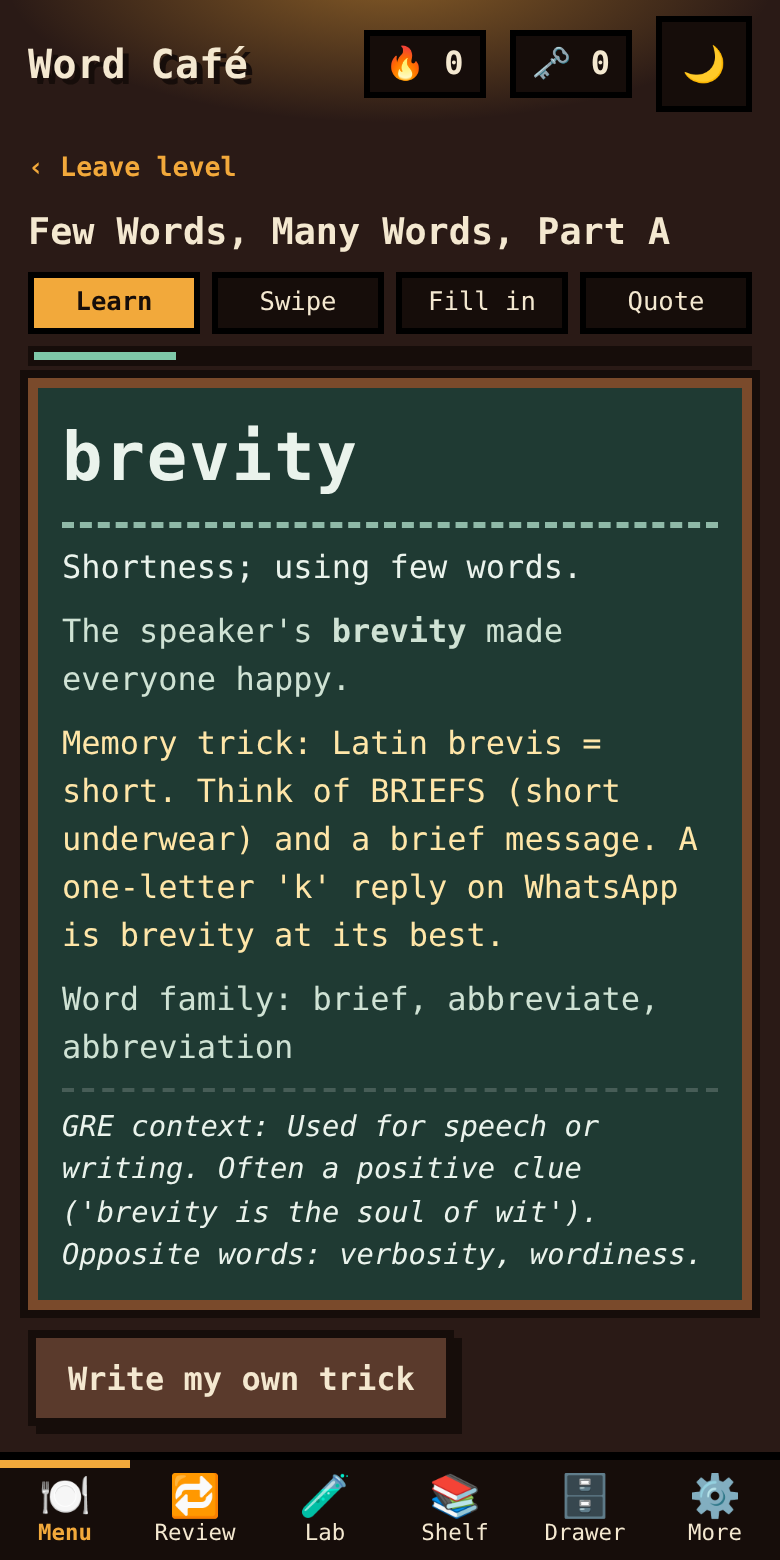 Word Café
0
0
‹ Leave level
Few Words, Many Words, Part A
Learn
Swipe
Fill in
Quote
brevity
Shortness; using few words.
The speaker's brevity made
everyone happy.
Memory trick: Latin brevis =
short. Think of BRIEFS (short
underwear) and a brief message. A
one-letter 'k' reply on WhatsApp
is brevity at its best.
Word family: brief, abbreviate,
abbreviation
GRE context: Used for speech or
writing. Often a positive clue
('brevity is the soul of wit').
Opposite words: verbosity, wordiness.
Write my own trick
Menu
Review
Lab
Shelf
Drawer
More